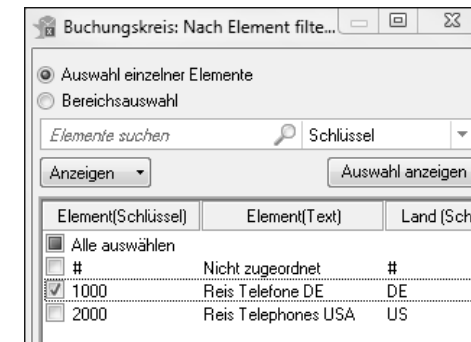 Buchungskreis: Nach Element filte...
Auswahl einzelner Elemente
Bereichsauswahl
Elemente suchen Schlüssel
Anzeigen Auswahl anzeigen
Element(Schlüssel) Element(Text) Land (Sch
Alle auswählen
# Nicht zugeordnet #
1000 Reis Telefone DE DE
2000 Reis Telephones USA US